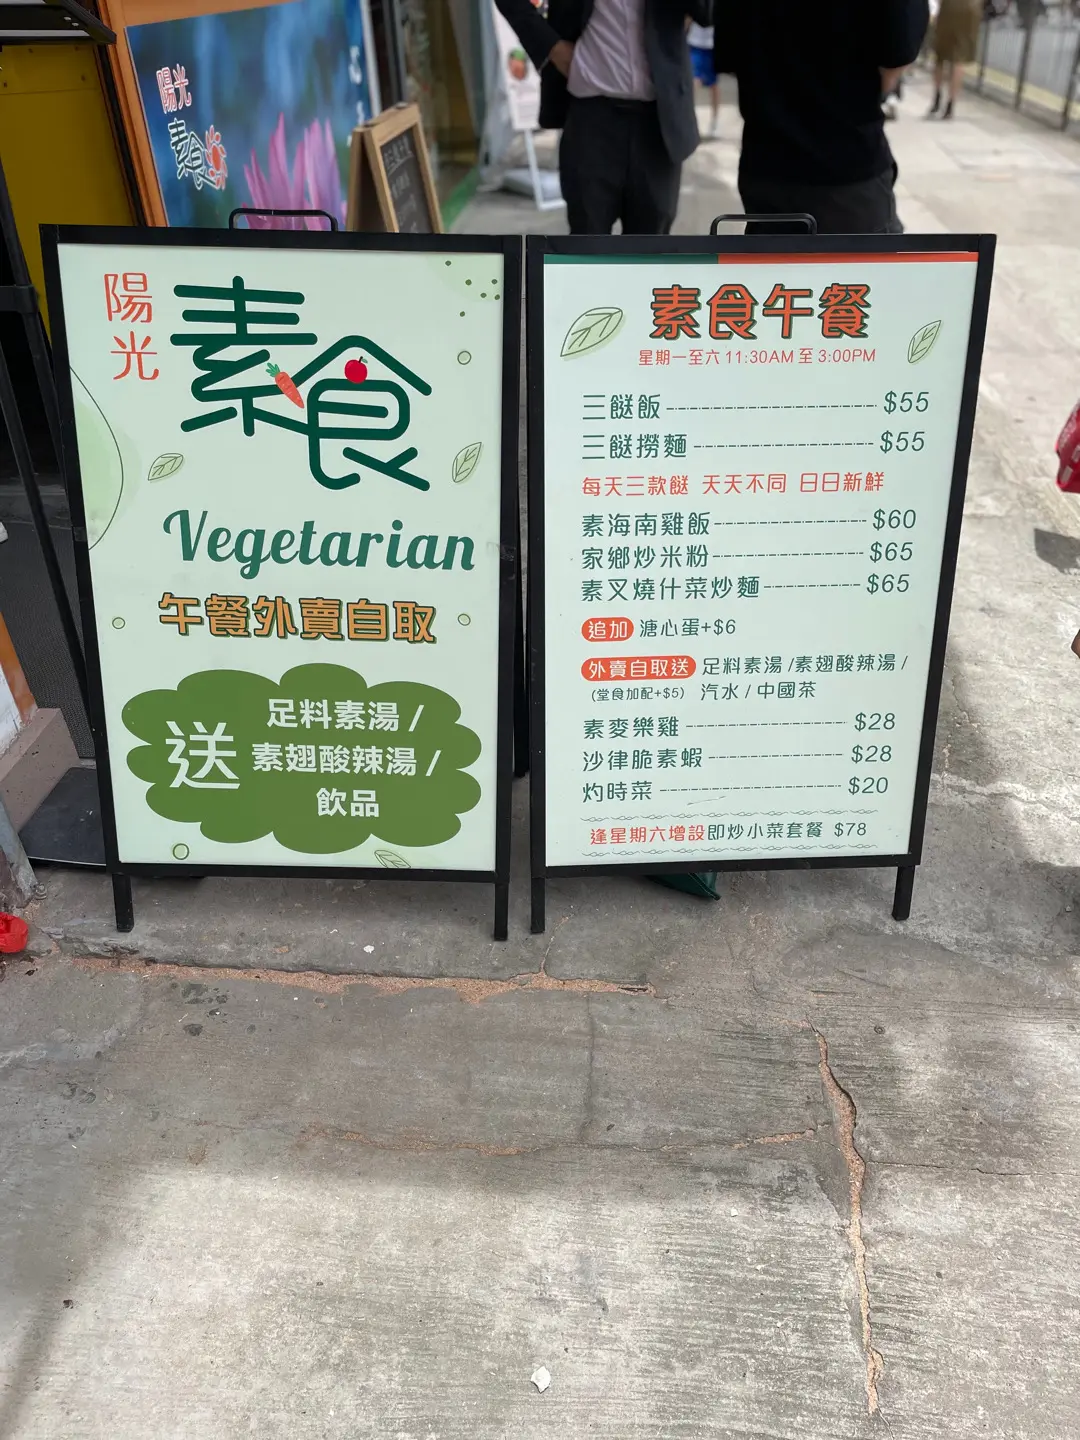 陽光
素食
陽光
素食
Vegetarian
午餐外賣自取
送
足料素湯 /
素翅酸辣湯 /
飲品
素食午餐
星期一至六 11:30AM 至 3:00PM
三餸飯 $55
三餸撈麵 $55
每天三款餸 天天不同 日日新鮮
素海南雞飯 $60
家鄉炒米粉 $65
素叉燒什菜炒麵 $65
追加 溏心蛋+$6
外賣自取送 足料素湯 /素翅酸辣湯 /
(堂食加配+$5) 汽水 / 中國茶
素麥樂雞 $28
沙律脆素蝦 $28
灼時菜 $20
逢星期六增設即炒小菜套餐 $78